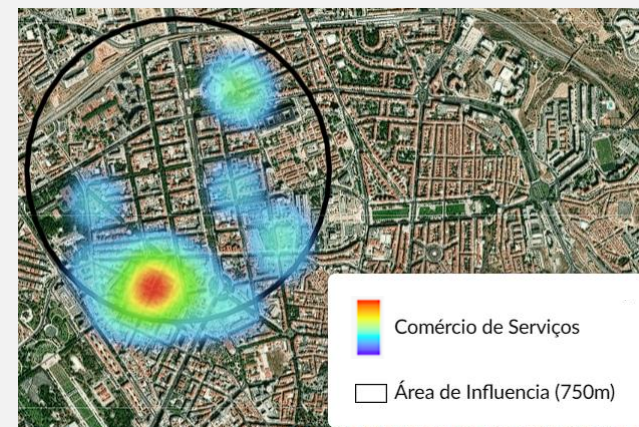 Comércio de Serviços
Área de Influencia (750m)